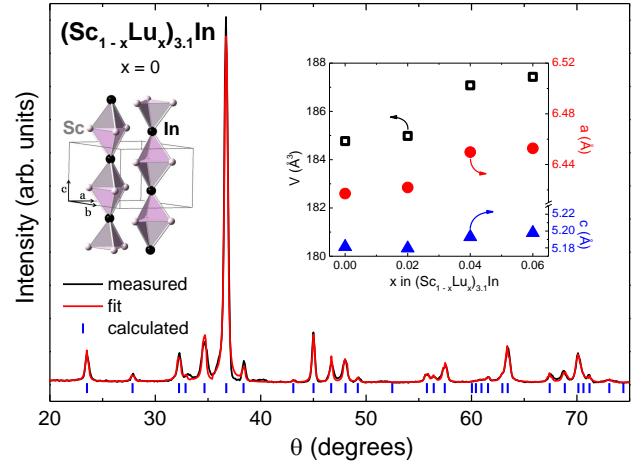 (Sc1 - xLux)3.1In
x = 0
Sc
In
c
a
b
measured
fit
calculated
Intensity (arb. units)
20 30 40 50 60 70
θ (degrees)
188
186
184
182
180
V (Å³)
6.52
6.48
6.44
a (Å)
5.22
5.20
5.18
c (Å)
0.00 0.02 0.04 0.06
x in (Sc1 - xLux)3.1In